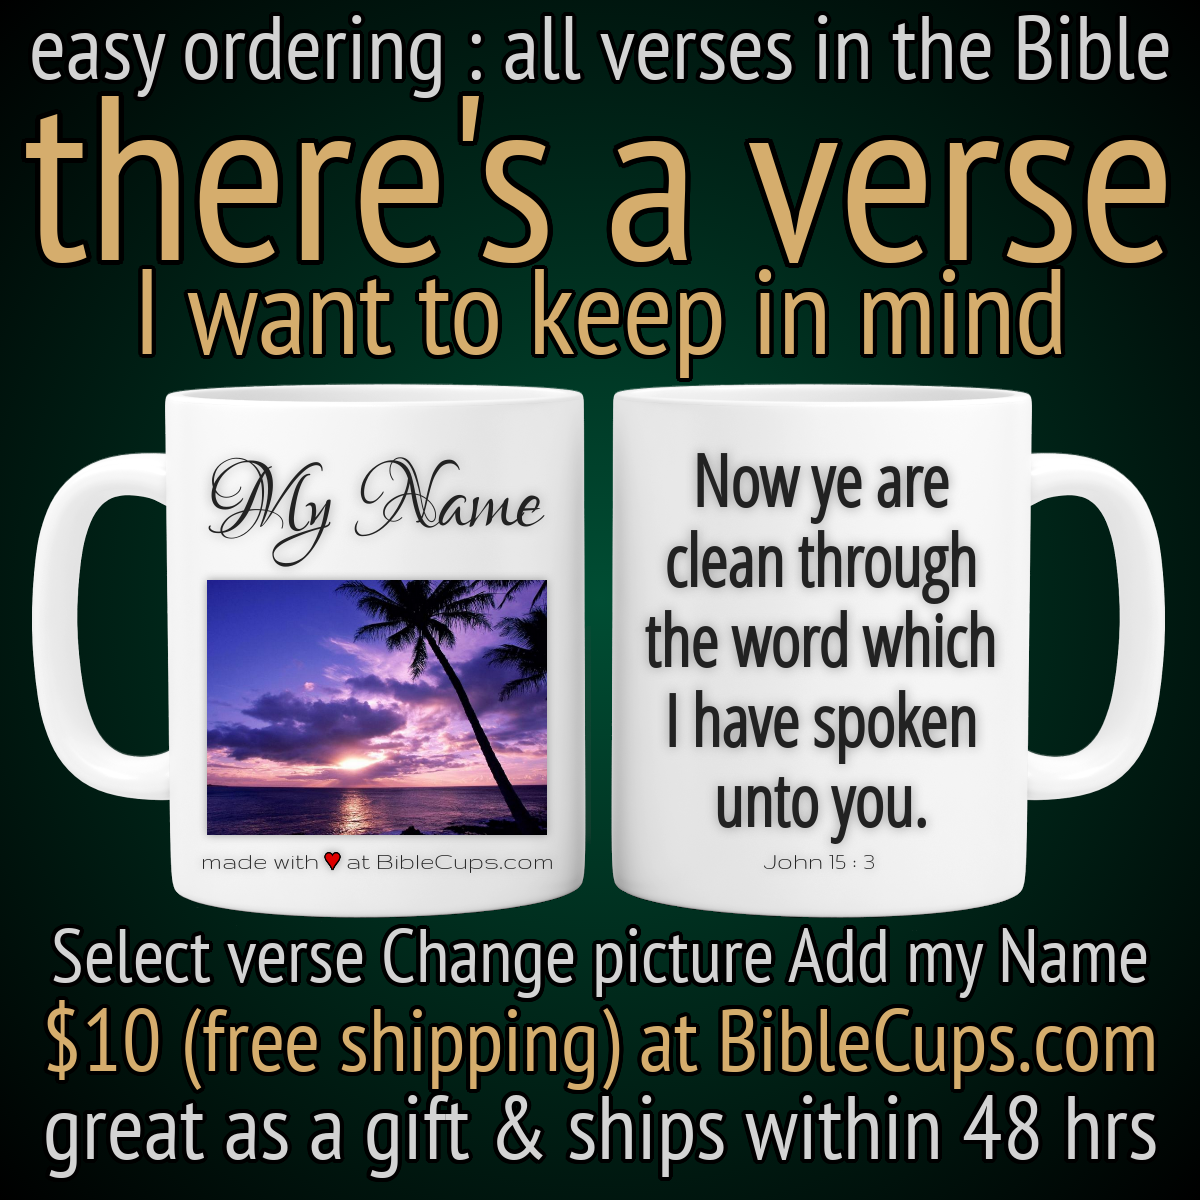 easy ordering : all verses in the Bible
there's a verse
I want to keep in mind
My Name
made with ❤ at BibleCups.com
Now ye are
clean through
the word which
I have spoken
unto you.
John 15 : 3
Select verse Change picture Add my Name
$10 (free shipping) at BibleCups.com
great as a gift & ships within 48 hrs